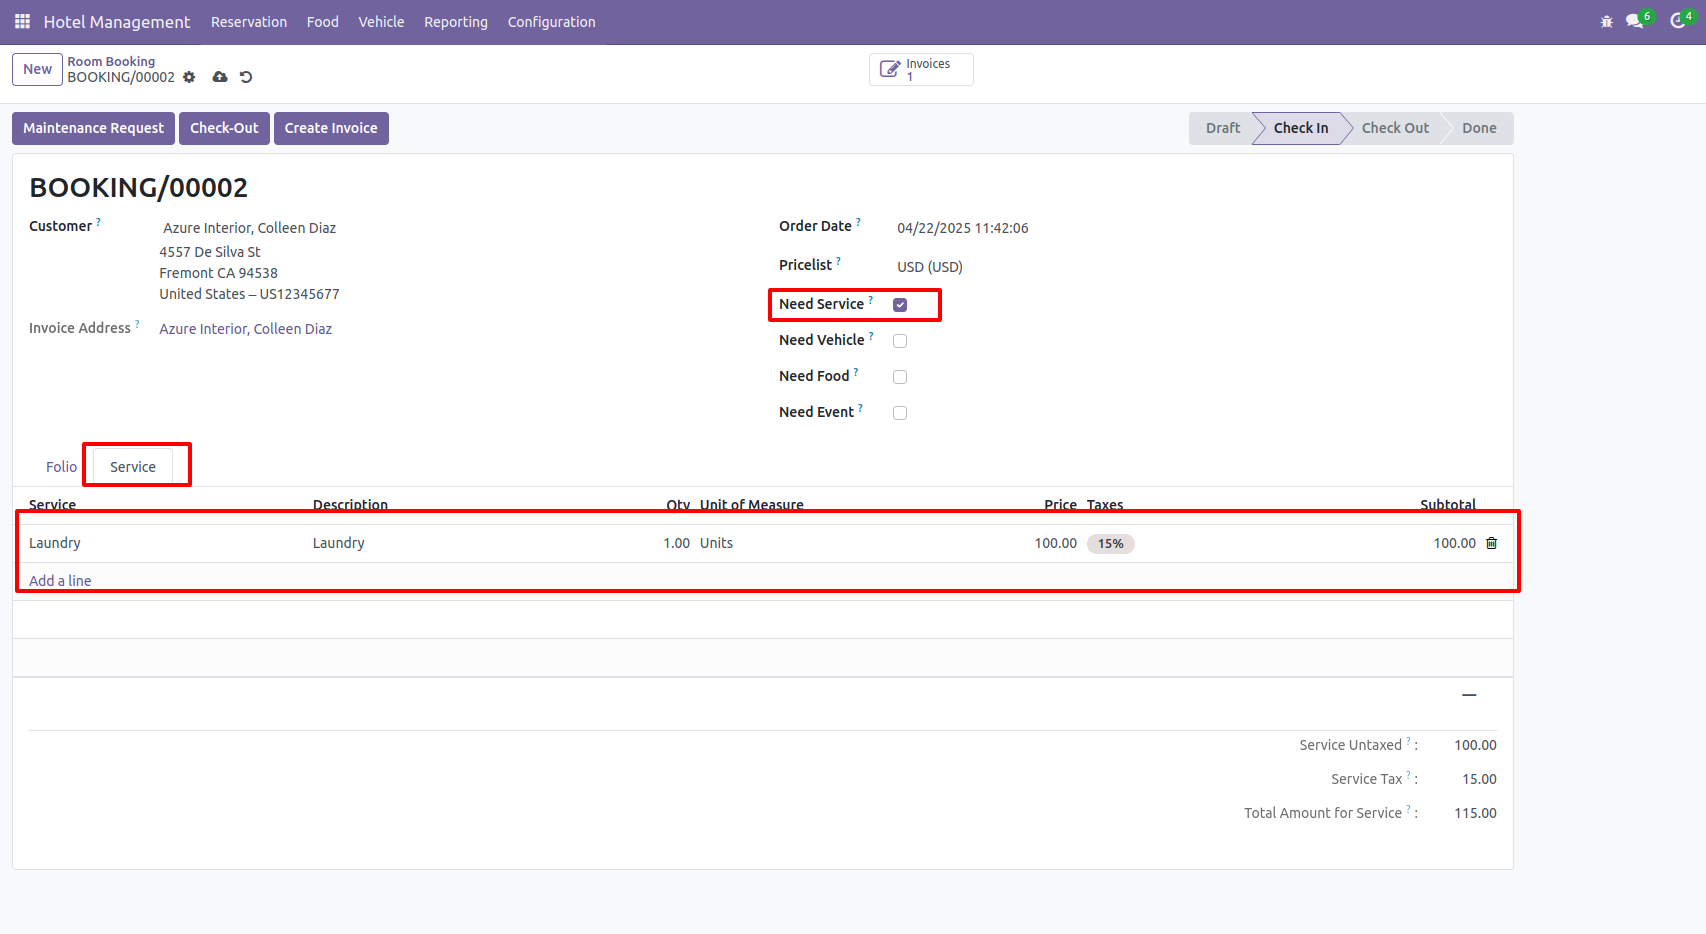 Hotel Management Reservation Food Vehicle Reporting Configuration 6 4
New Room Booking
BOOKING/00002
Invoices
1
Maintenance Request Check-Out Create Invoice Draft Check In Check Out Done
BOOKING/00002
Customer ? Azure Interior, Colleen Diaz
4557 De Silva St
Fremont CA 94538
United States – US12345677
Invoice Address ? Azure Interior, Colleen Diaz
Order Date ? 04/22/2025 11:42:06
Pricelist ? USD (USD)
Need Service ?
Need Vehicle ?
Need Food ?
Need Event ?
Folio Service
Service Description Qty Unit of Measure Price Taxes Subtotal
Laundry Laundry 1.00 Units 100.00 15% 100.00
Add a line
Service Untaxed ? : 100.00
Service Tax ? : 15.00
Total Amount for Service ? : 115.00